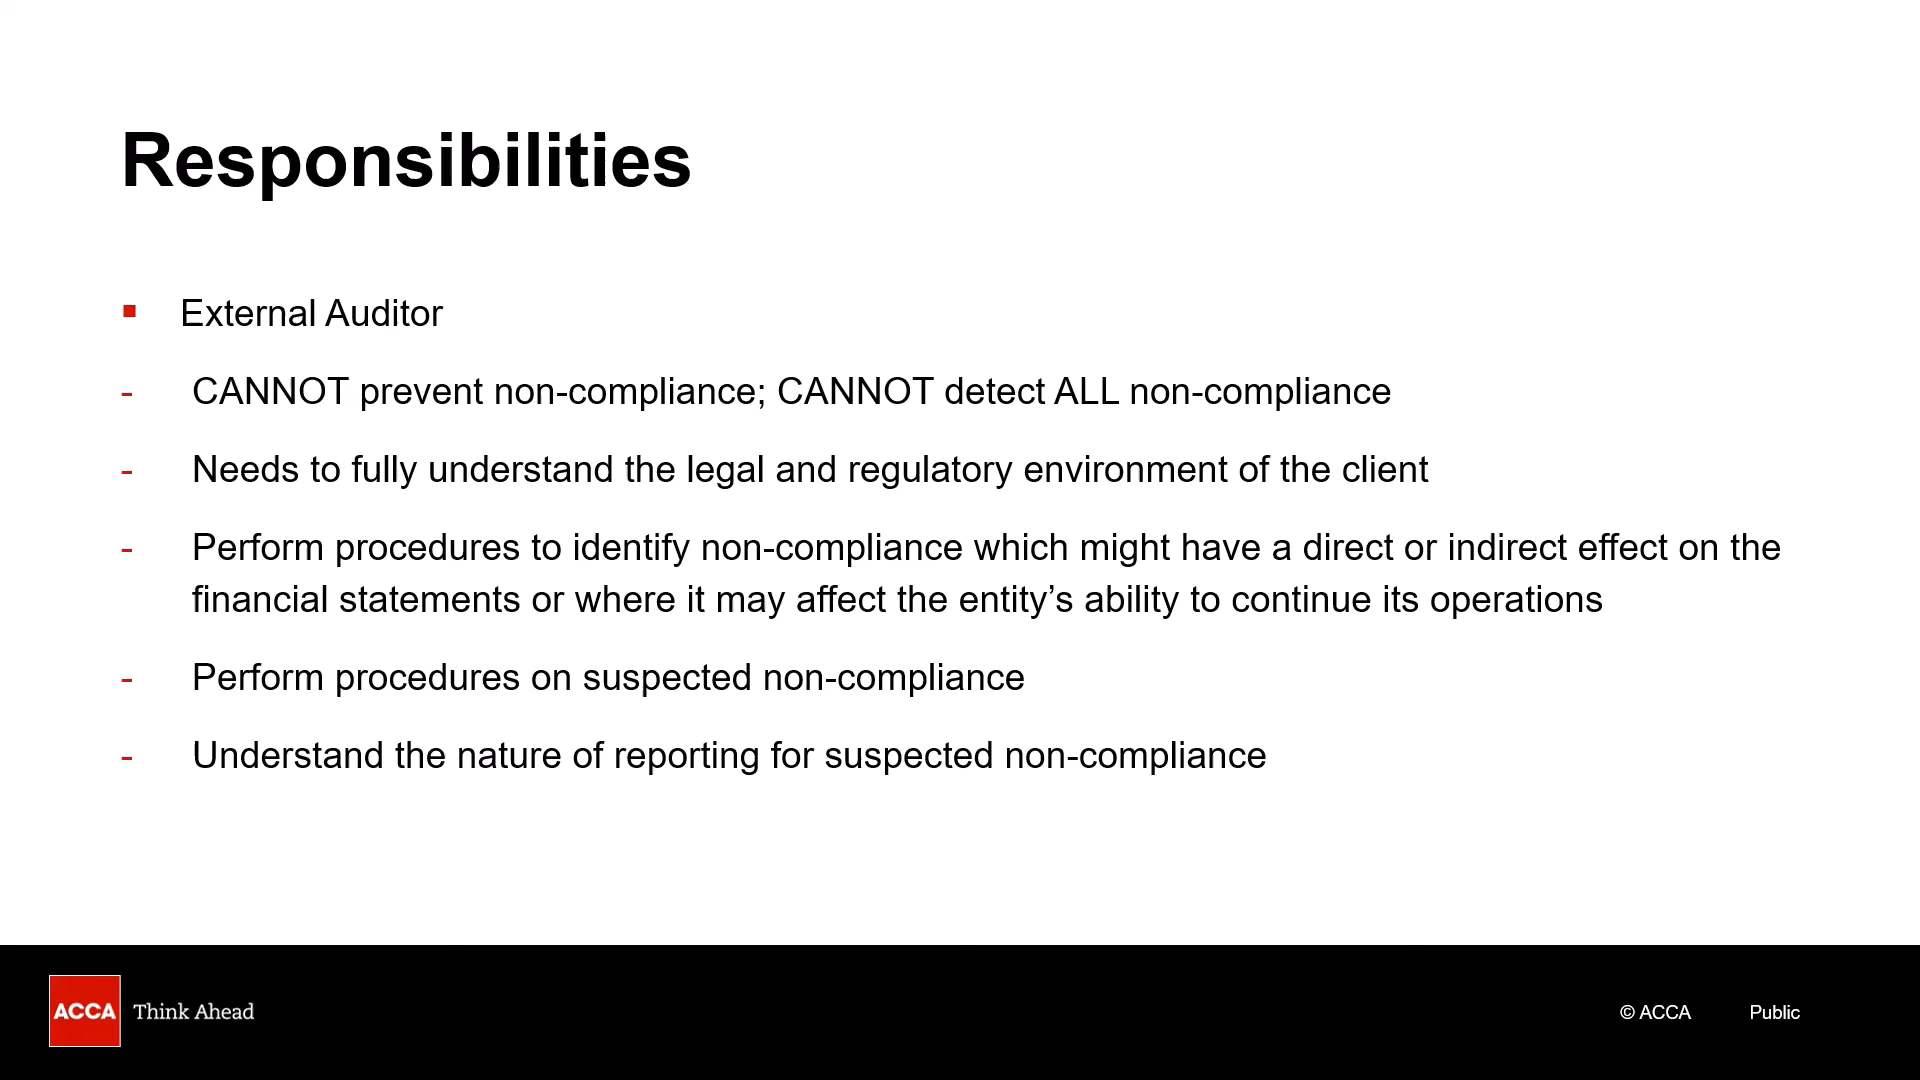 Responsibilities
▪ External Auditor
- CANNOT prevent non-compliance; CANNOT detect ALL non-compliance
- Needs to fully understand the legal and regulatory environment of the client
- Perform procedures to identify non-compliance which might have a direct or indirect effect on the
financial statements or where it may affect the entity’s ability to continue its operations
- Perform procedures on suspected non-compliance
- Understand the nature of reporting for suspected non-compliance
ACCA Think Ahead
© ACCA Public